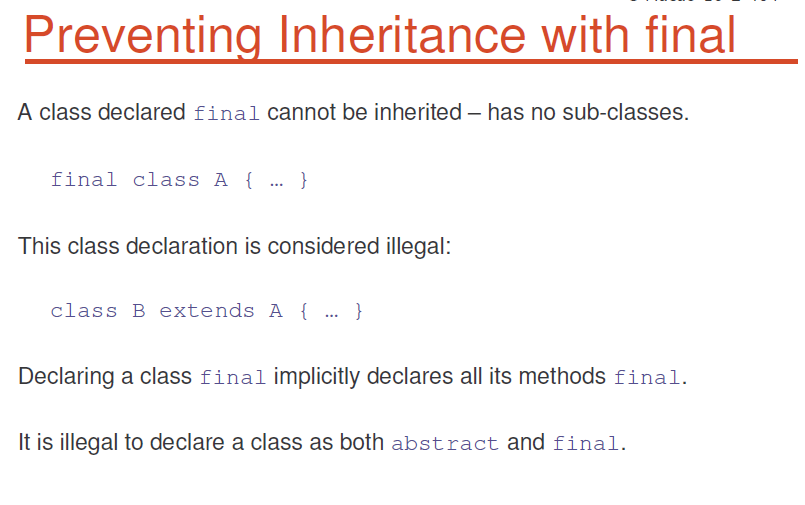 Preventing Inheritance with final
A class declared final cannot be inherited – has no sub-classes.
final class A { … }
This class declaration is considered illegal:
class B extends A { … }
Declaring a class final implicitly declares all its methods final.
It is illegal to declare a class as both abstract and final.